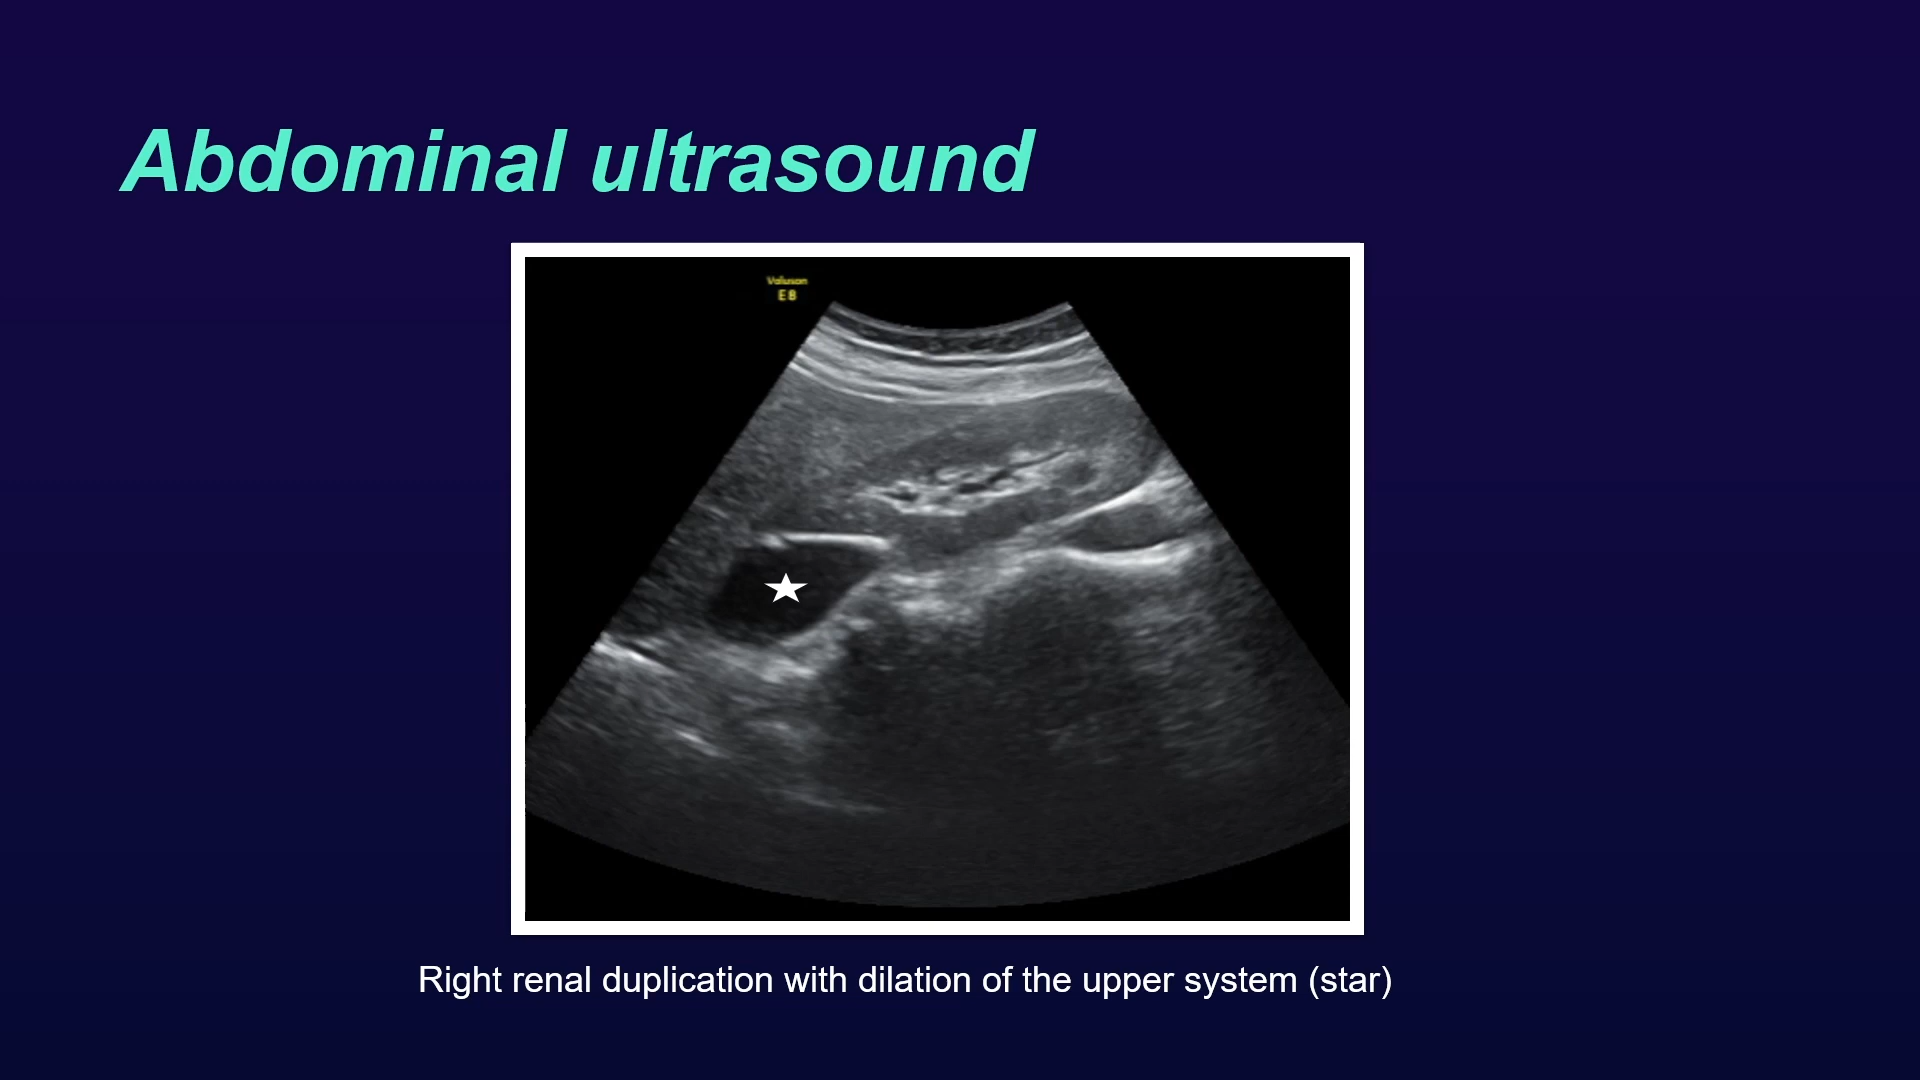 Abdominal ultrasound
Voluson
E8
Right renal duplication with dilation of the upper system (star)